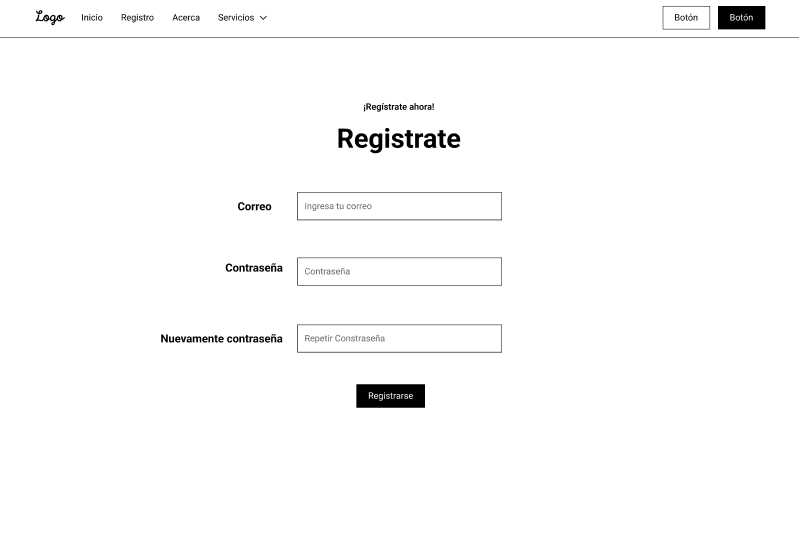 Logo Inicio Registro Acerca Servicios Botón Botón
¡Regístrate ahora!
Registrate
Correo Ingresa tu correo
Contraseña Contraseña
Nuevamente contraseña Repetir Constraseña
Registrarse